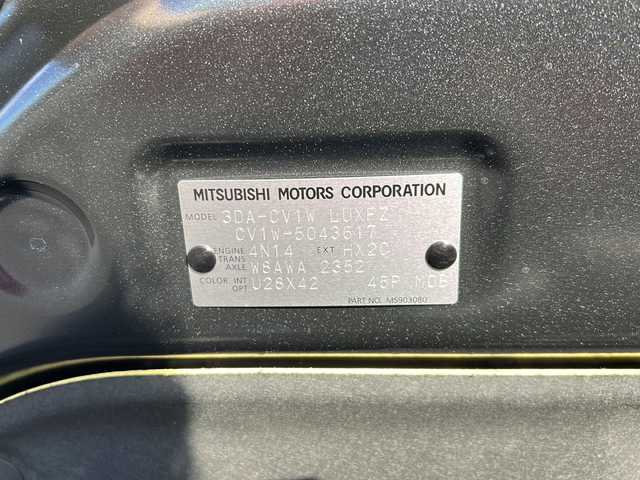 MITSUBISHI MOTORS CORPORATION
MODEL 3DA-CV1W LUXFZ
CV1W-5043617
ENGINE 4N14 EXT HX2C
TRANS AXLE W8AWA 2352
COLOR INT OPT U26X42 45P MDB
PART NO. MS903080